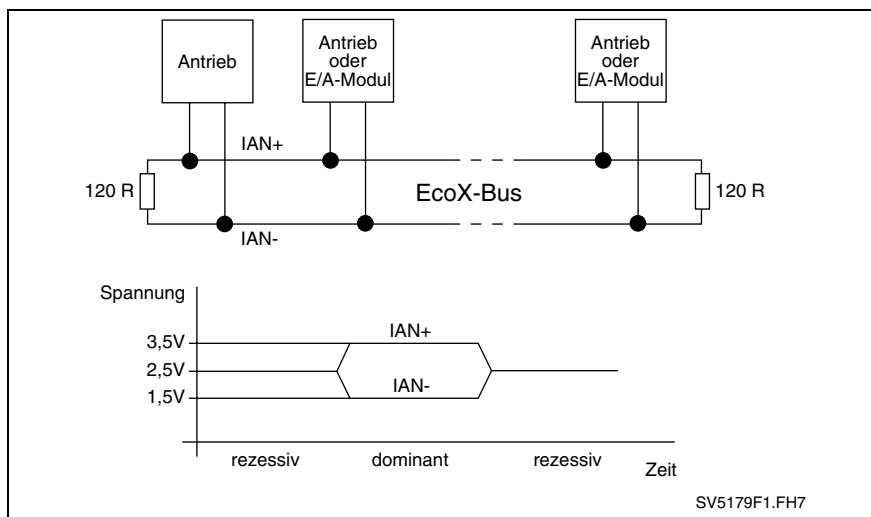 Antrieb
Antrieb
oder
E/A-Modul
Antrieb
oder
E/A-Modul
IAN+
120 R
EcoX-Bus
120 R
IAN-
Spannung
3,5V
IAN+
2,5V
1,5V
IAN-
rezessiv
dominant
rezessiv
Zeit
SV5179F1.FH7